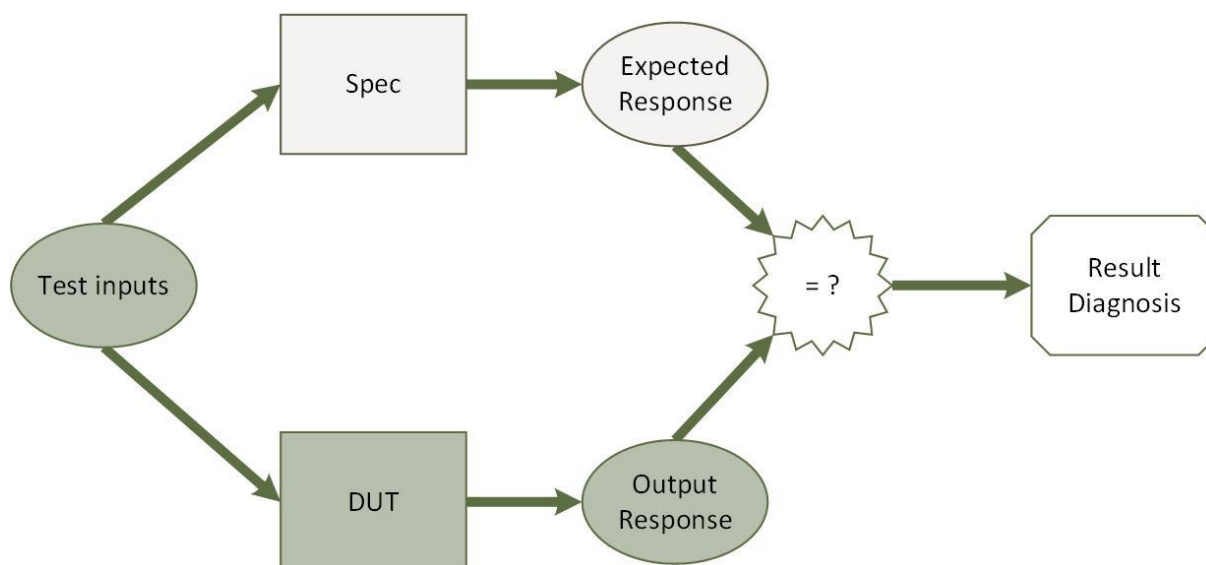 Spec
Expected
Response
Test inputs
= ?
Result
Diagnosis
DUT
Output
Response